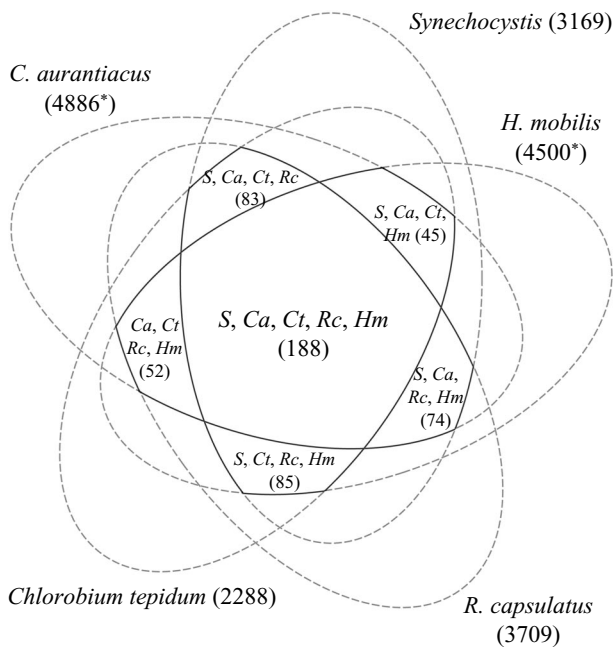 Synechocystis (3169)
C. aurantiacus
(4886*)
H. mobilis
(4500*)
S, Ca, Ct, Rc
(83)
S, Ca, Ct,
Hm (45)
S, Ca, Ct, Rc, Hm
(188)
Ca, Ct
Rc, Hm
(52)
S, Ca,
Rc, Hm
(74)
S, Ct, Rc, Hm
(85)
Chlorobium tepidum (2288)
R. capsulatus
(3709)